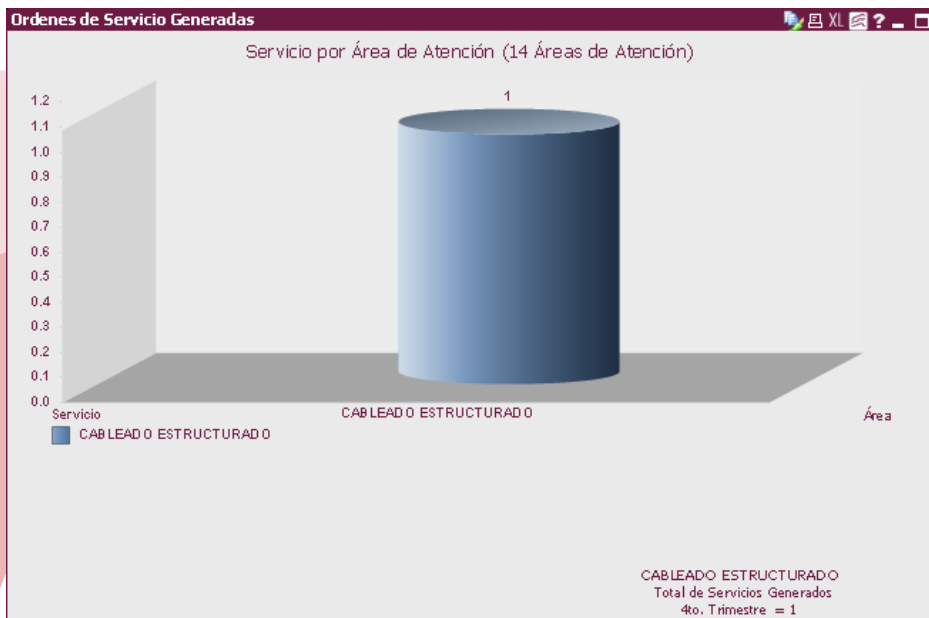 Ordenes de Servicio Generadas XL ?
Servicio por Área de Atención (14 Áreas de Atención)
1
1.2
1.1
1.0
0.9
0.8
0.7
0.6
0.5
0.4
0.3
0.2
0.1
0.0
Servicio CABLEADO ESTRUCTURADO Área
CABLEADO ESTRUCTURADO
CABLEADO ESTRUCTURADO
Total de Servicios Generados
4to. Trimestre = 1